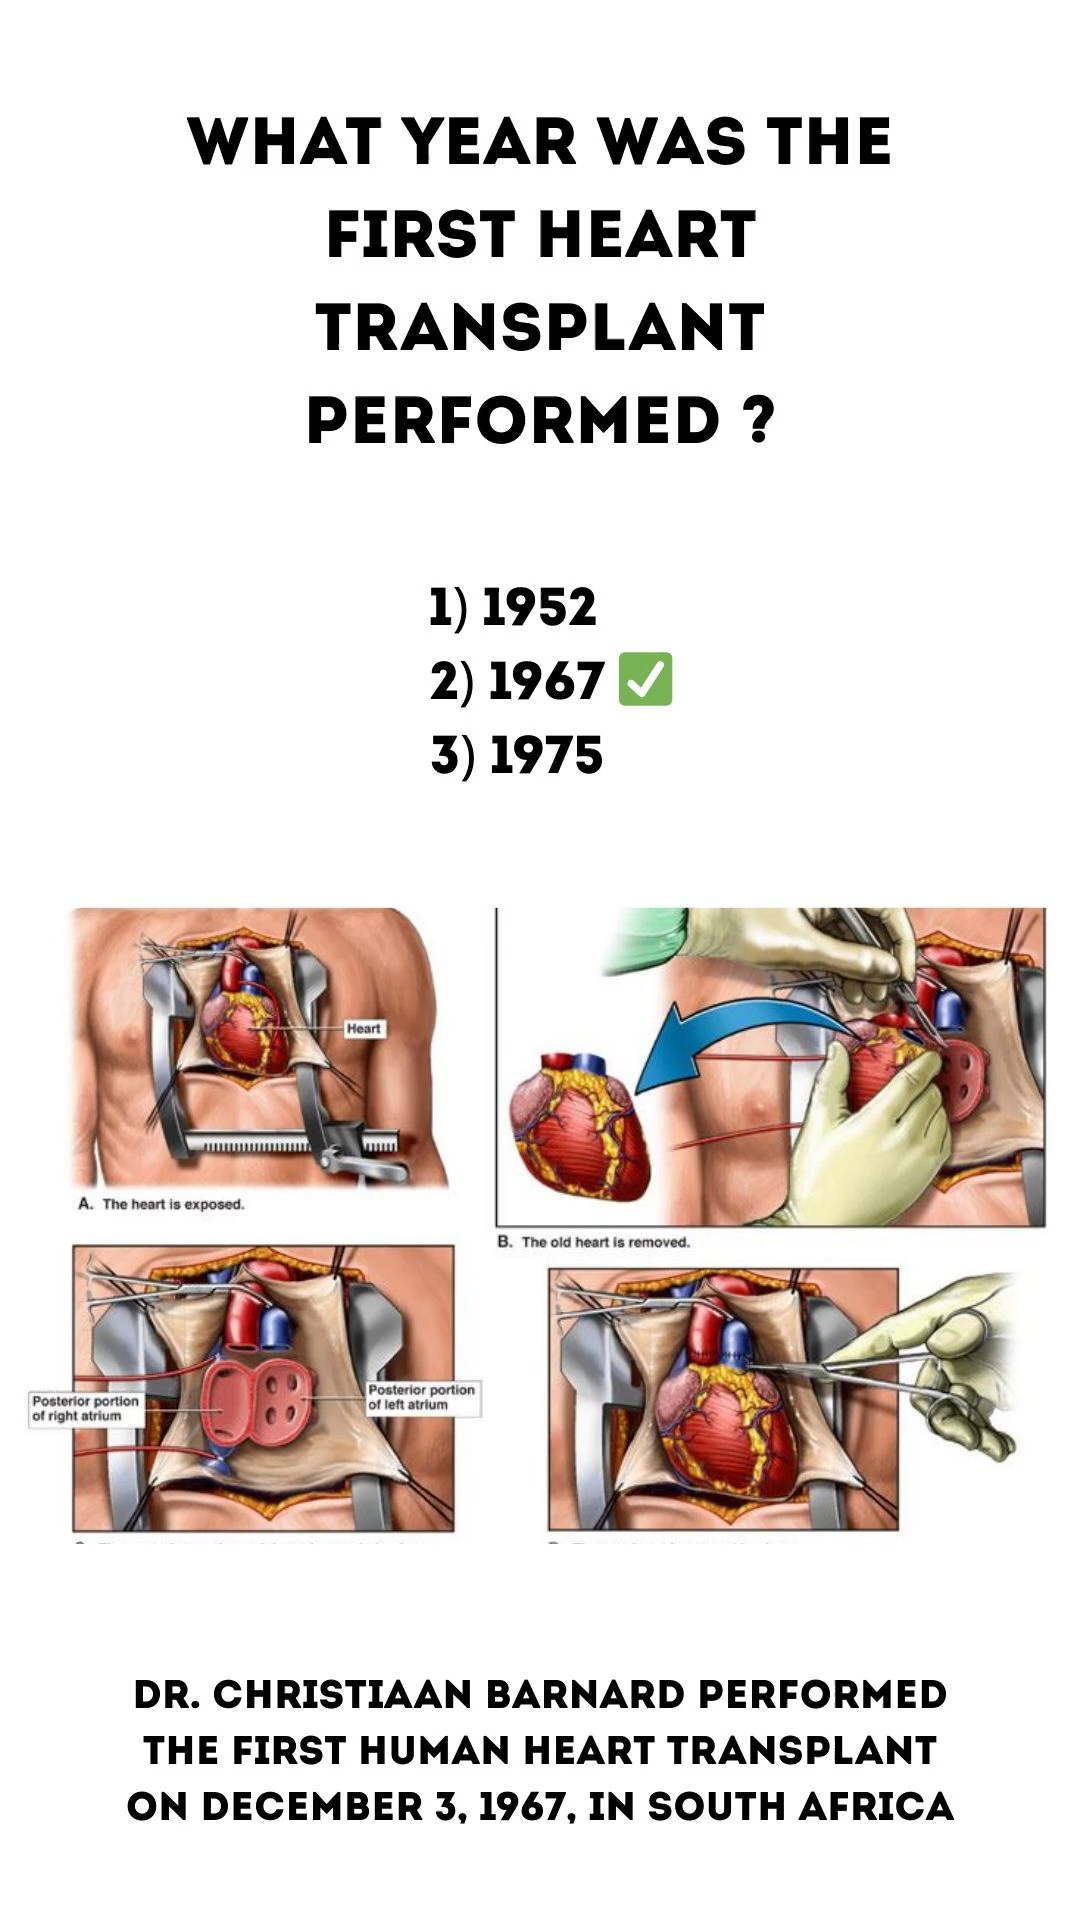 WHAT YEAR WAS THE
FIRST HEART
TRANSPLANT
PERFORMED ?
1) 1952
2) 1967 ✅
3) 1975
Heart
A. The heart is exposed.
B. The old heart is removed.
Posterior portion
of right atrium
Posterior portion
of left atrium
DR. CHRISTIAAN BARNARD PERFORMED
THE FIRST HUMAN HEART TRANSPLANT
ON DECEMBER 3, 1967, IN SOUTH AFRICA